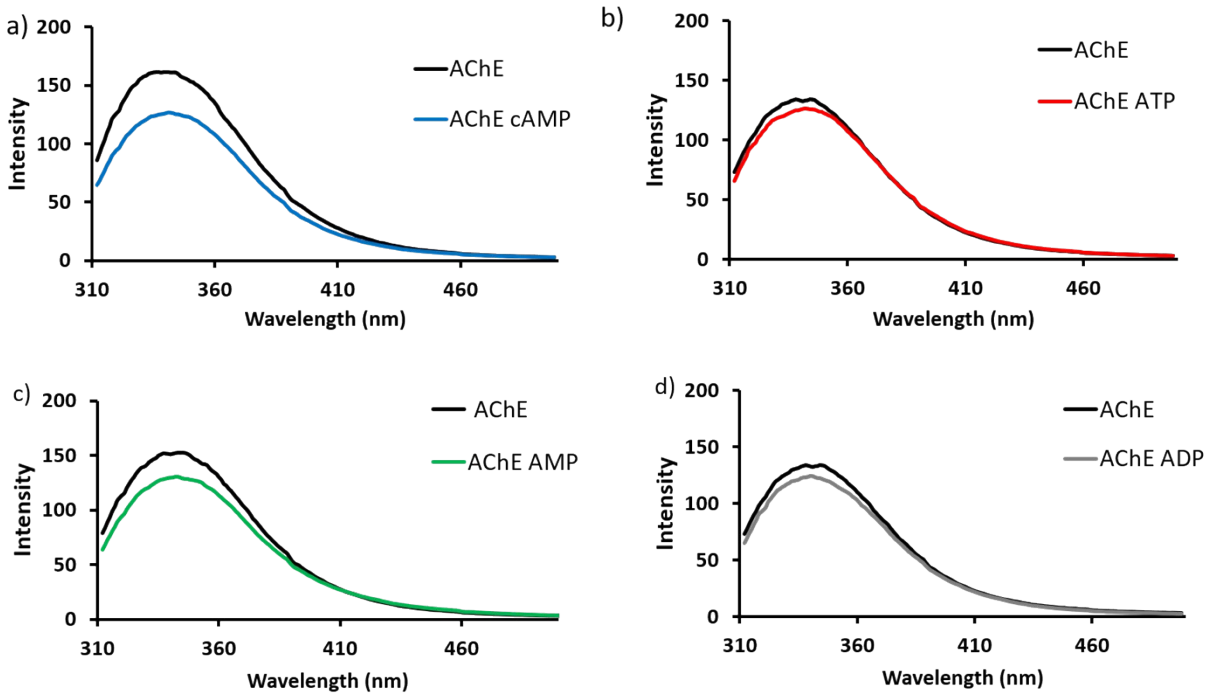 a)
200
150
100
50
0
Intensity
310
360
410
460
Wavelength (nm)
AChE
AChE cAMP
b)
200
150
100
50
0
Intensity
310
360
410
460
Wavelength (nm)
AChE
AChE ATP
c)
200
150
100
50
0
Intensity
310
360
410
460
Wavelength (nm)
AChE
AChE AMP
d)
200
150
100
50
0
Intensity
310
360
410
460
Wavelength (nm)
AChE
AChE ADP